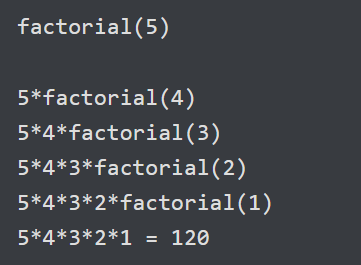 factorial(5)
5*factorial(4)
5*4*factorial(3)
5*4*3*factorial(2)
5*4*3*2*factorial(1)
5*4*3*2*1 = 120